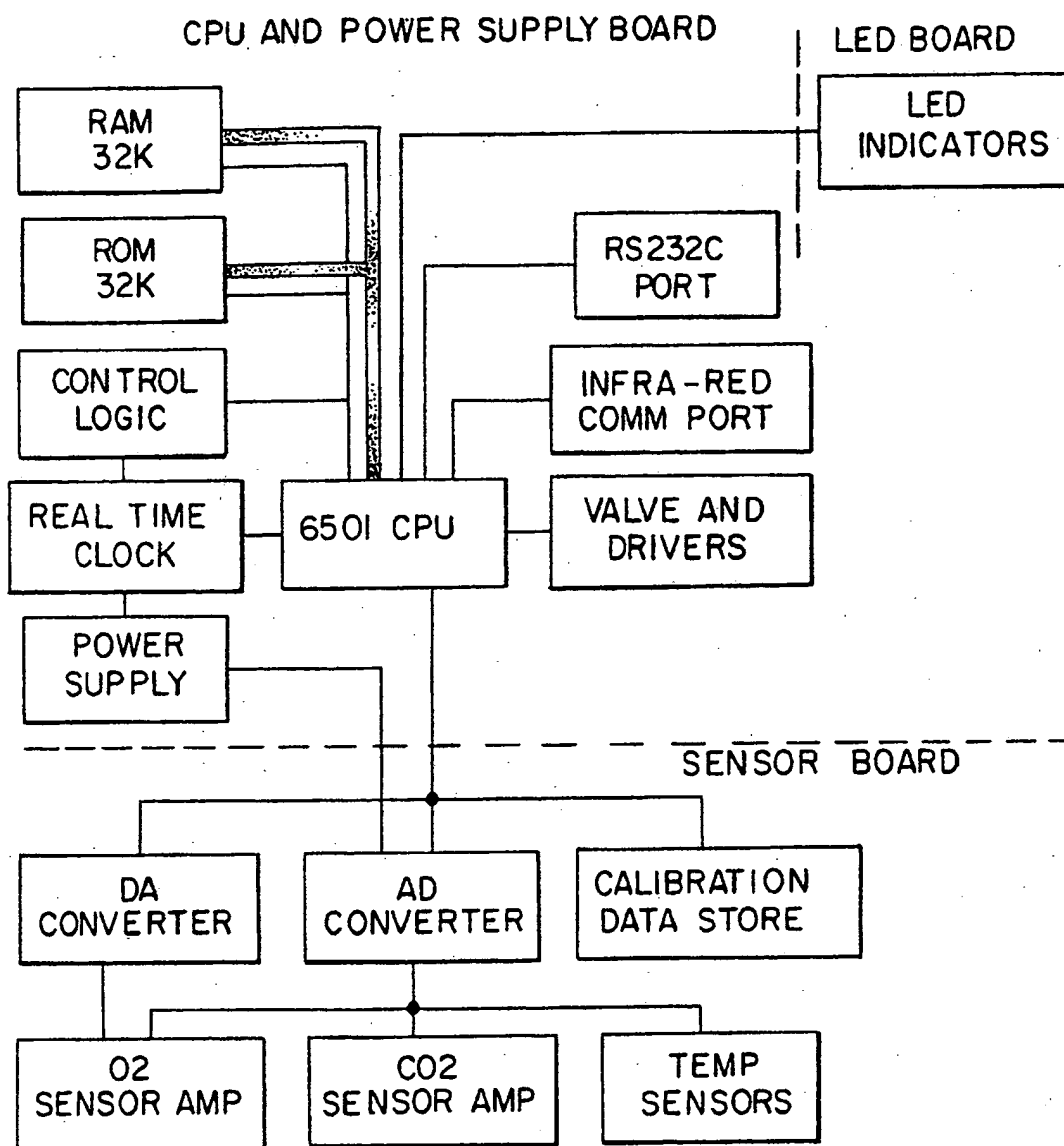 CPU AND POWER SUPPLY BOARD
LED BOARD
RAM
32K
LED
INDICATORS
ROM
32K
RS232C
PORT
CONTROL
LOGIC
INFRA-RED
COMM PORT
REAL TIME
CLOCK
6501 CPU
VALVE AND
DRIVERS
POWER
SUPPLY
SENSOR BOARD
DA
CONVERTER
AD
CONVERTER
CALIBRATION
DATA STORE
O2
SENSOR AMP
CO2
SENSOR AMP
TEMP
SENSORS